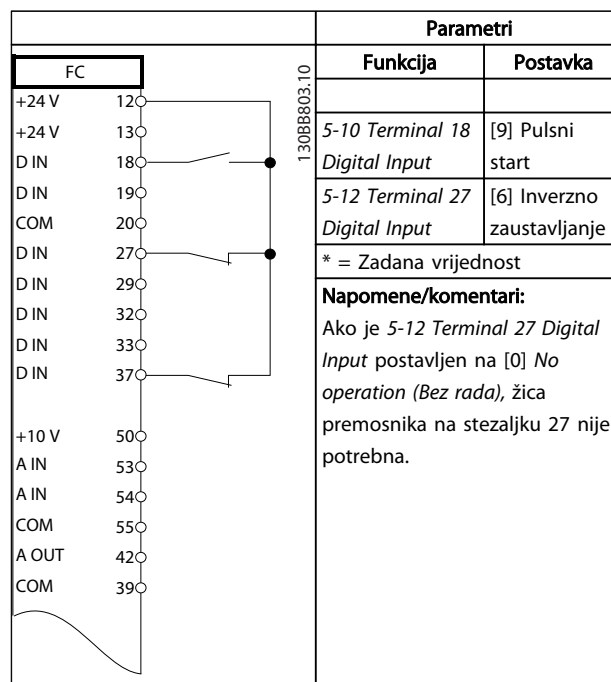 FC
+24 V 12
+24 V 13
D IN 18
D IN 19
COM 20
D IN 27
D IN 29
D IN 32
D IN 33
D IN 37
+10 V 50
A IN 53
A IN 54
COM 55
A OUT 42
COM 39
130BB803.10
Parametri
Funkcija Postavka
5-10 Terminal 18 [9] Pulsni
Digital Input start
5-12 Terminal 27 [6] Inverzno
Digital Input zaustavljanje
* = Zadana vrijednost
Napomene/komentari:
Ako je 5-12 Terminal 27 Digital
Input postavljen na [0] No
operation (Bez rada), žica
premosnika na stezaljku 27 nije
potrebna.